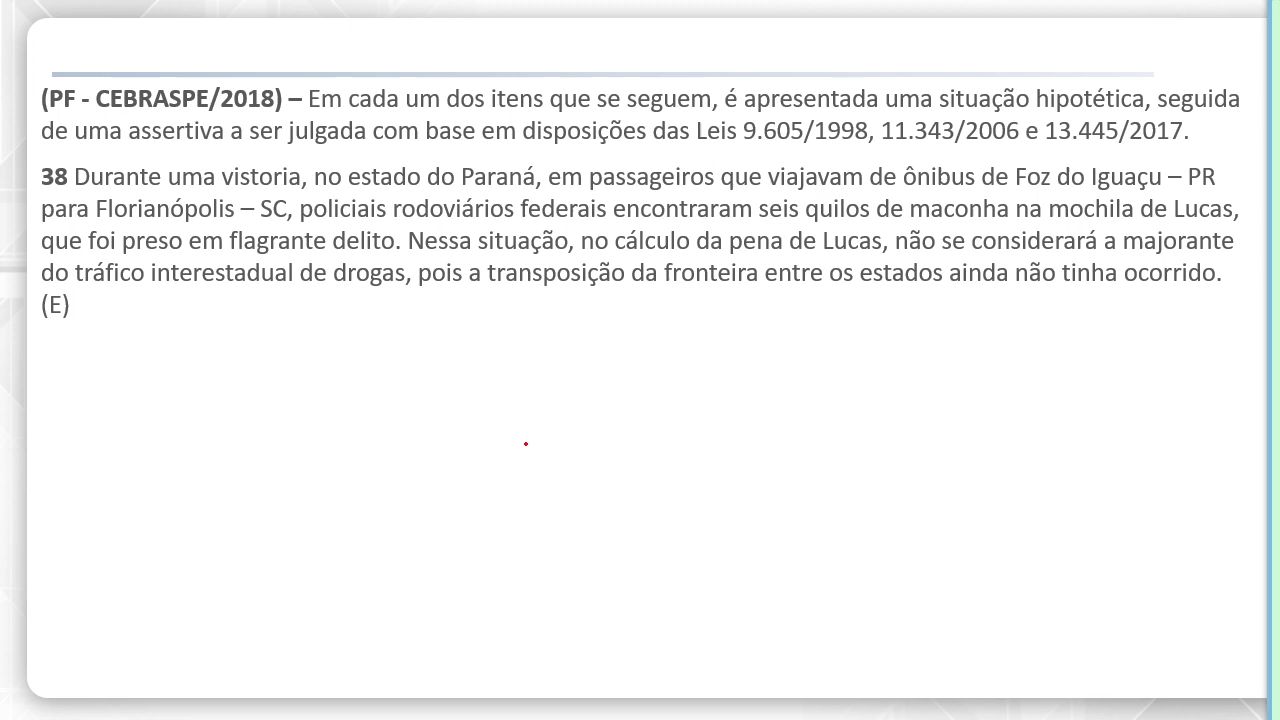 (PF - CEBRASPE/2018) – Em cada um dos itens que se seguem, é apresentada uma situação hipotética, seguida
de uma assertiva a ser julgada com base em disposições das Leis 9.605/1998, 11.343/2006 e 13.445/2017.
38 Durante uma vistoria, no estado do Paraná, em passageiros que viajavam de ônibus de Foz do Iguaçu – PR
para Florianópolis – SC, policiais rodoviários federais encontraram seis quilos de maconha na mochila de Lucas,
que foi preso em flagrante delito. Nessa situação, no cálculo da pena de Lucas, não se considerará a majorante
do tráfico interestadual de drogas, pois a transposição da fronteira entre os estados ainda não tinha ocorrido.
(E)